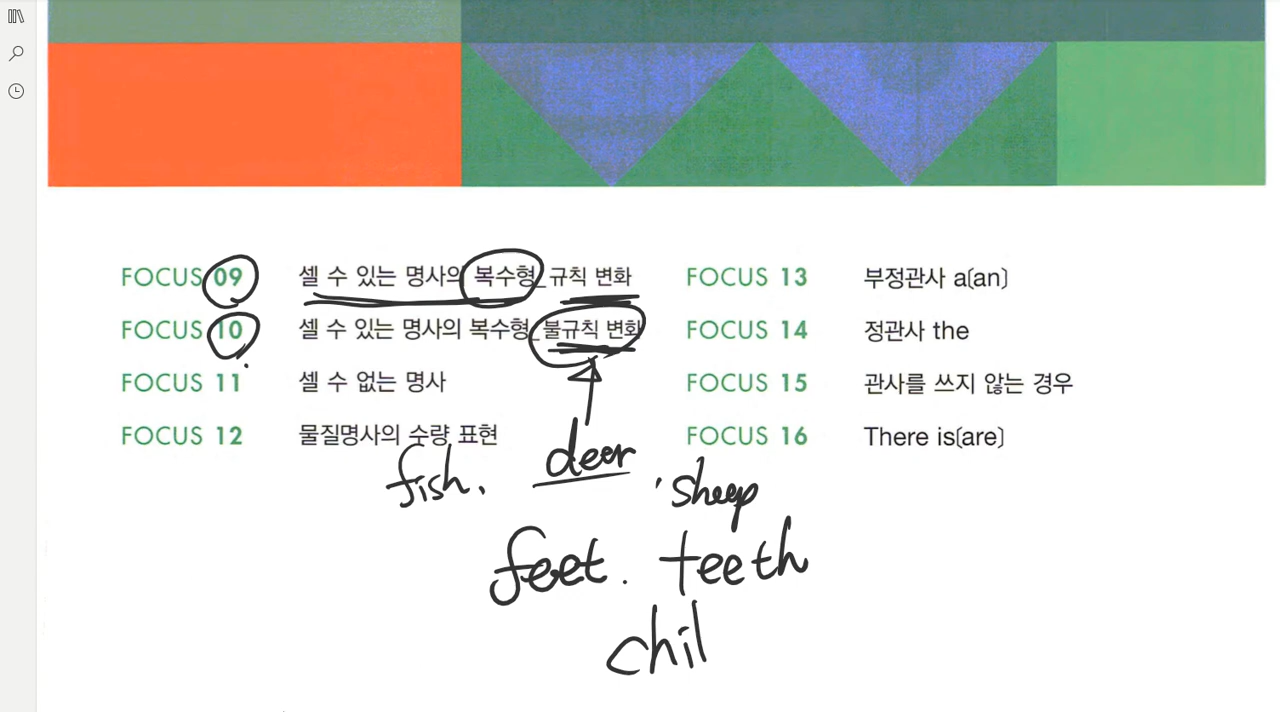 FOCUS 09 셀 수 있는 명사의 복수형_규칙 변화
FOCUS 10 셀 수 있는 명사의 복수형_불규칙 변화
FOCUS 11 셀 수 없는 명사
FOCUS 12 물질명사의 수량 표현
FOCUS 13 부정관사 a(an)
FOCUS 14 정관사 the
FOCUS 15 관사를 쓰지 않는 경우
FOCUS 16 There is(are)
fish. deer sheep
feet. teeth
chil